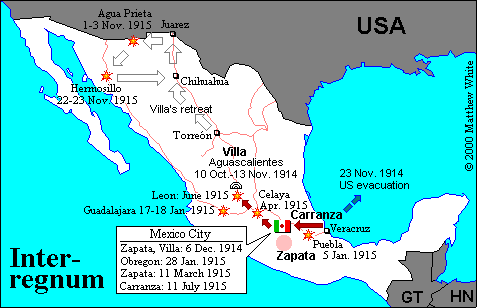 Agua Prieta
1-3 Nov. 1915
Juarez
USA
Hermosillo
22-23 Nov. 1915
Chihuahua
Villa's retreat
Torreón
Villa
Aguascalientes
10 Oct.-13 Nov. 1914
23 Nov. 1914
US evacuation
Leon: June 1915
Celaya
Apr. 1915
Guadalajara 17-18 Jan. 1915
Carranza
Veracruz
Mexico City
Zapata, Villa: 6 Dec. 1914
Obregon: 28 Jan. 1915
Zapata: 11 March 1915
Carranza: 11 July 1915
Zapata
Puebla
5 Jan. 1915
Inter-
regnum
GT
HN
© 2000 Matthew White